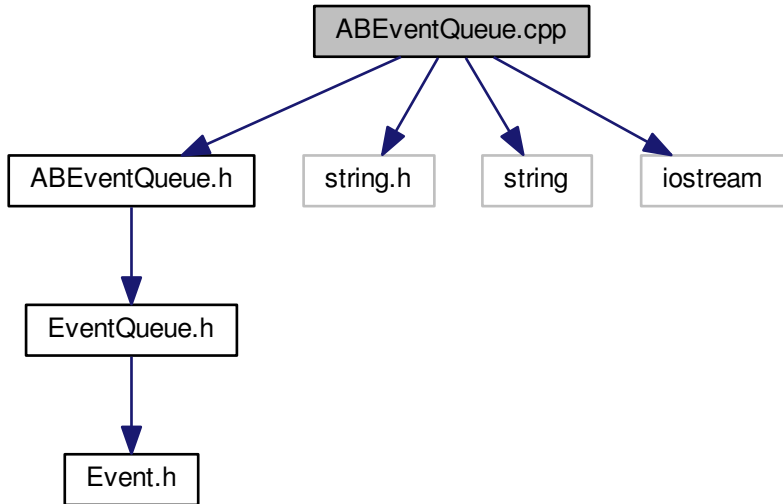 ABEventQueue.cpp
ABEventQueue.h
string.h
string
iostream
EventQueue.h
Event.h